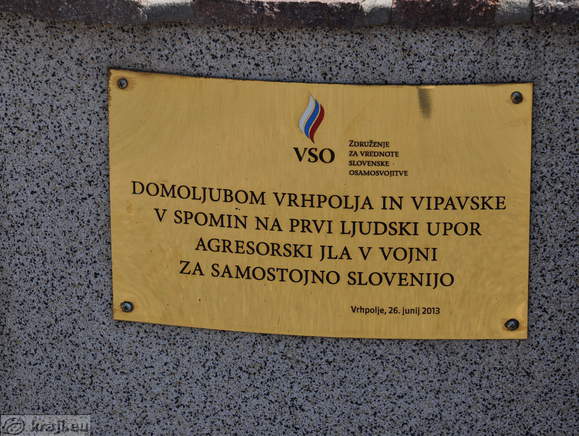 VSO
ZDRUŽENJE
ZA VREDNOTE
SLOVENSKE
OSAMOSVOJITVE
DOMOLJUBOM VRHPOLJA IN VIPAVSKE
V SPOMIN NA PRVI LJUDSKI UPOR
AGRESORSKI JLA V VOJNI
ZA SAMOSTOJNO SLOVENIJO
Vrhpolje, 26. junij 2013
kraji.eu